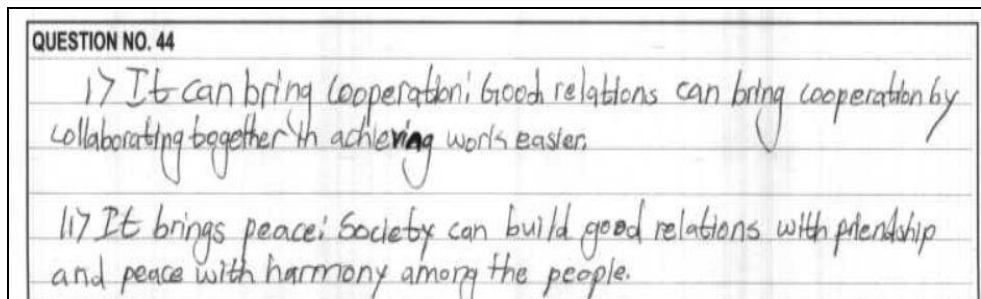 QUESTION NO. 44
i) It can bring cooperation: Good relations can bring cooperation by
collaborating together in achieving work easier.
ii) It brings peace: Society can build good relations with friendship
and peace with harmony among the people.